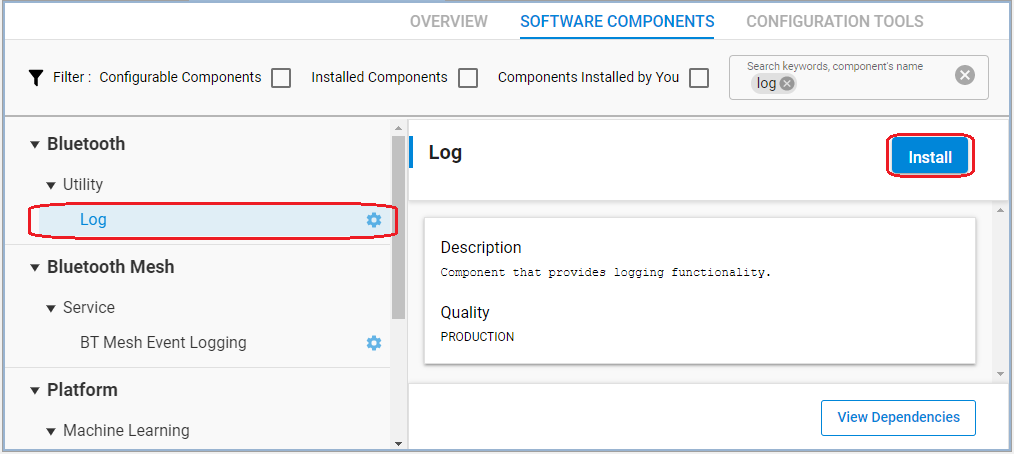 OVERVIEW SOFTWARE COMPONENTS CONFIGURATION TOOLS
Filter : Configurable Components Installed Components Components Installed by You
Search keywords, component's name
log
Bluetooth
Utility
Log
Bluetooth Mesh
Service
BT Mesh Event Logging
Platform
Machine Learning
Log
Install
Description
Component that provides logging functionality.
Quality
PRODUCTION
View Dependencies